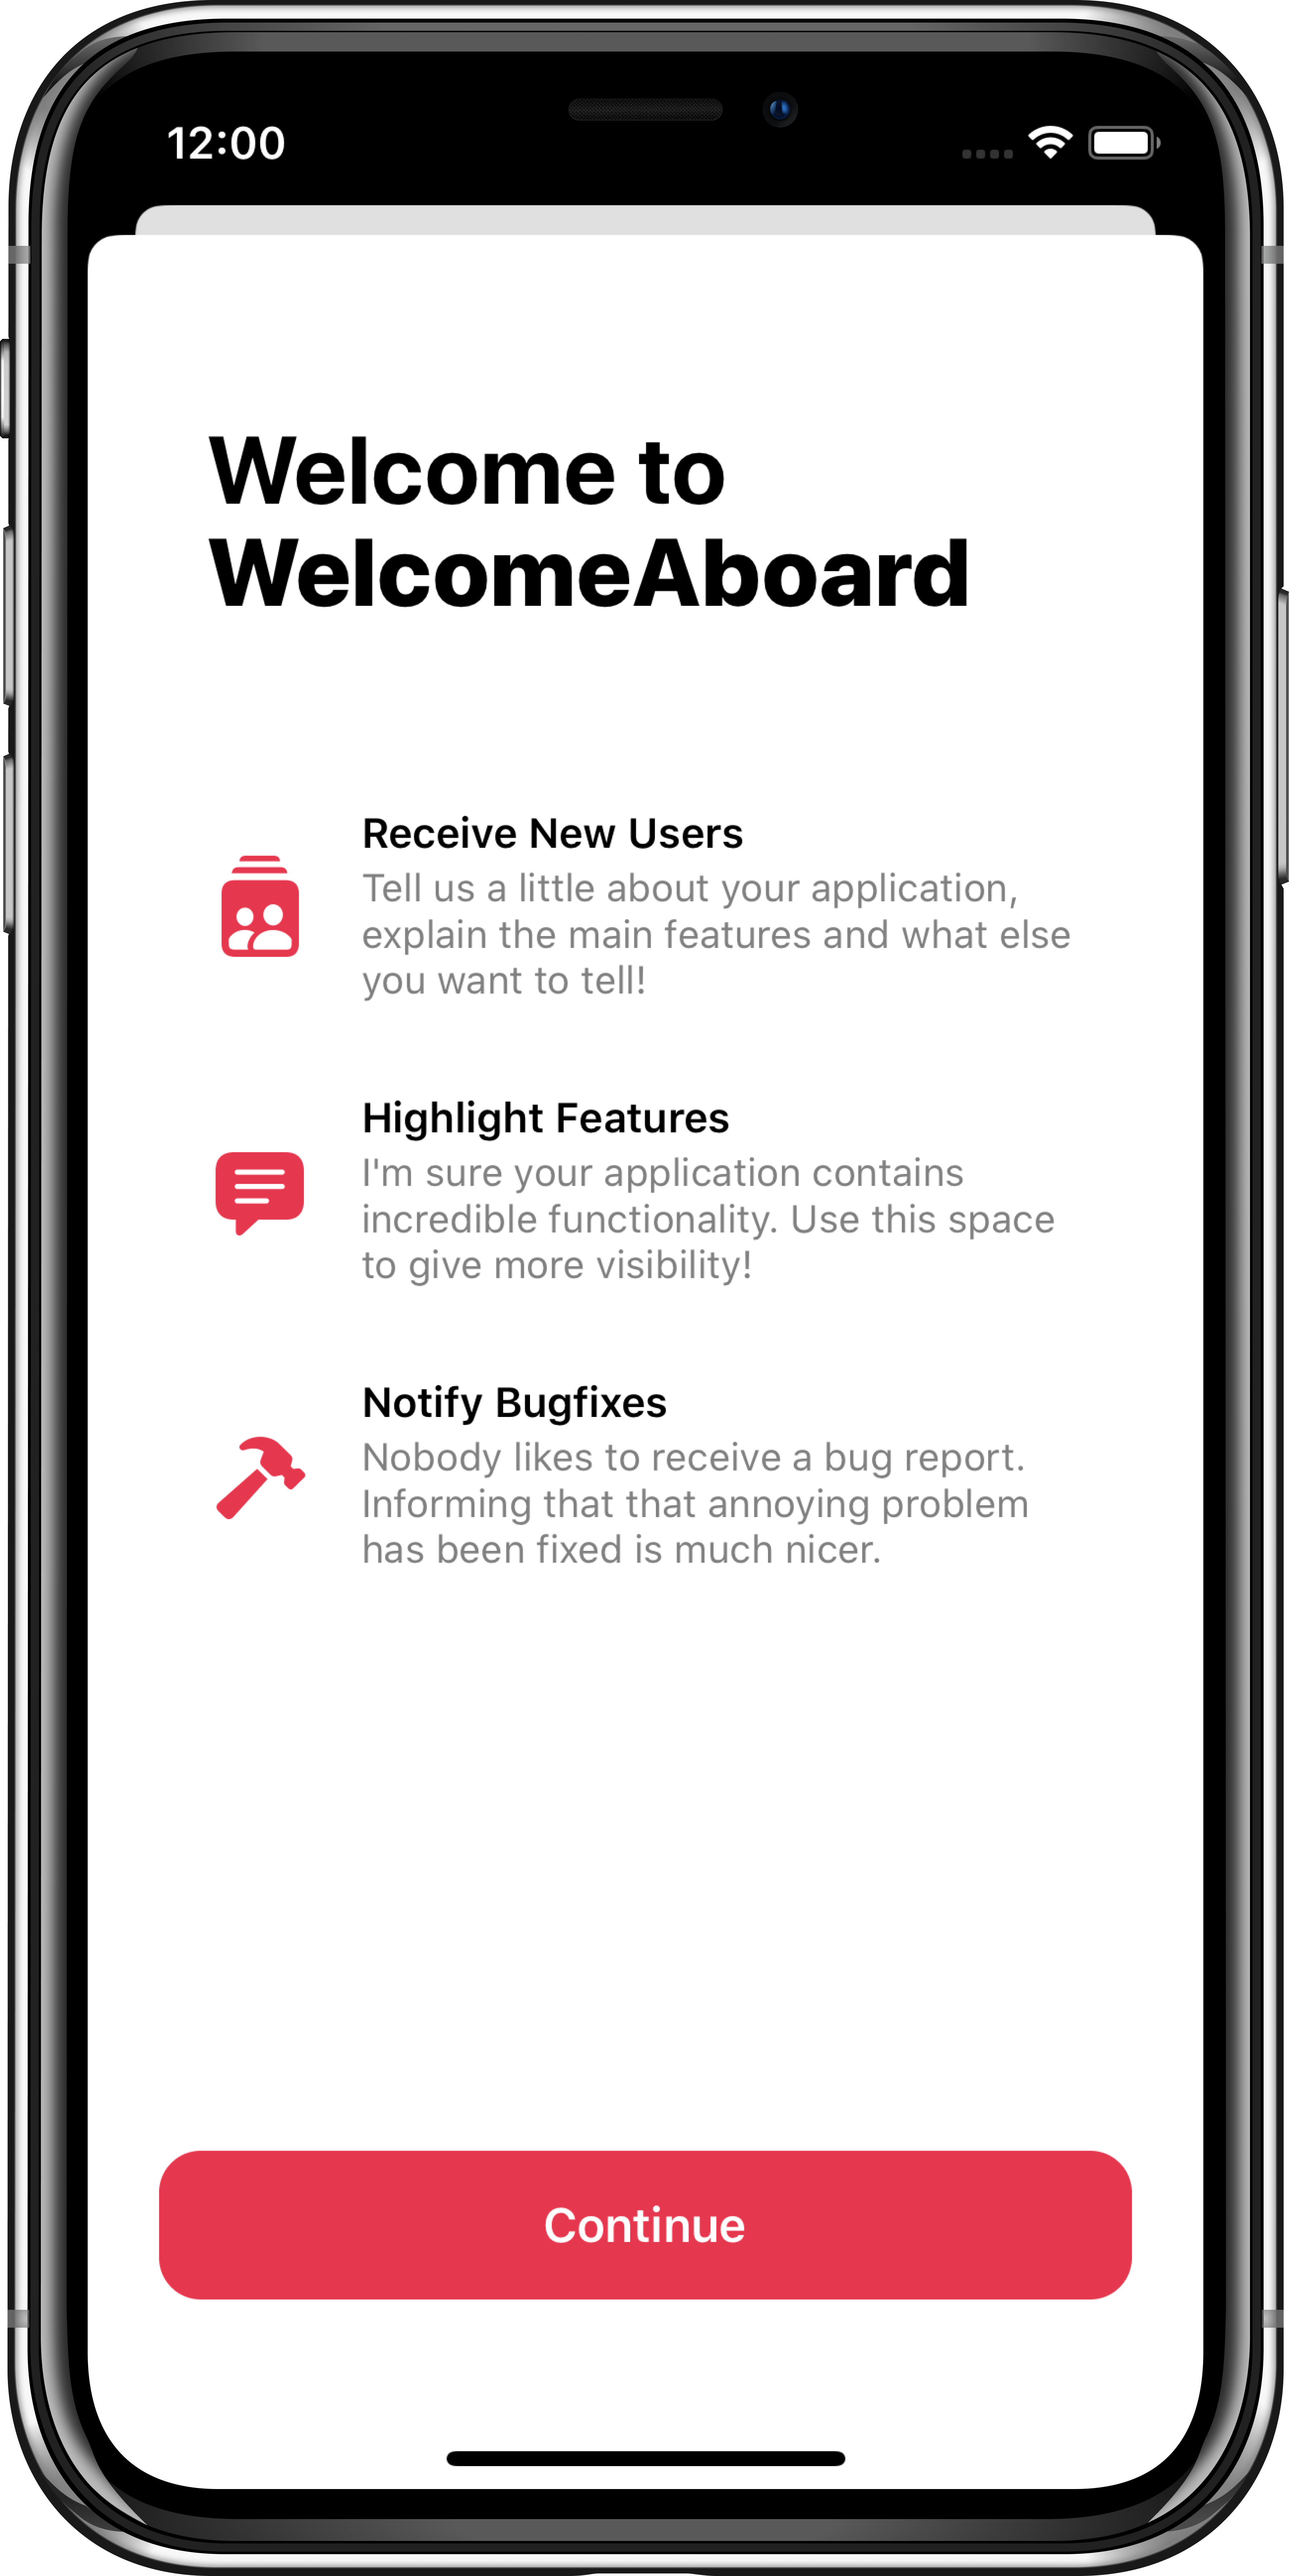 12:00
Welcome to
WelcomeAboard
Receive New Users
Tell us a little about your application,
explain the main features and what else
you want to tell!
Highlight Features
I'm sure your application contains
incredible functionality. Use this space
to give more visibility!
Notify Bugfixes
Nobody likes to receive a bug report.
Informing that that annoying problem
has been fixed is much nicer.
Continue